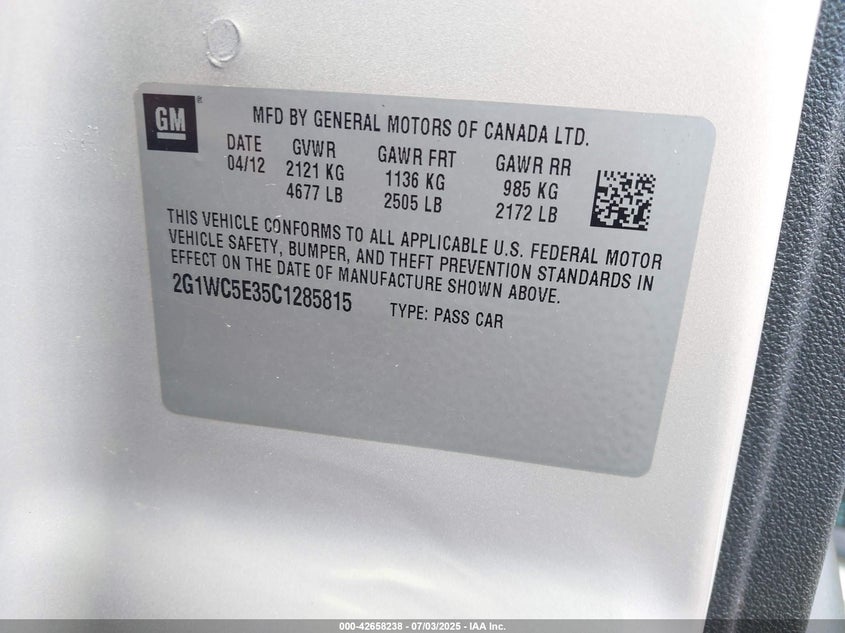 GM
MFD BY GENERAL MOTORS OF CANADA LTD.
DATE GVWR GAWR FRT GAWR RR
04/12 2121 KG 1136 KG 985 KG
4677 LB 2505 LB 2172 LB
THIS VEHICLE CONFORMS TO ALL APPLICABLE U.S. FEDERAL MOTOR
VEHICLE SAFETY, BUMPER, AND THEFT PREVENTION STANDARDS IN
EFFECT ON THE DATE OF MANUFACTURE SHOWN ABOVE.
2G1WC5E35C1285815 TYPE: PASS CAR
000-42658238 - 07/03/2025 - IAA Inc.